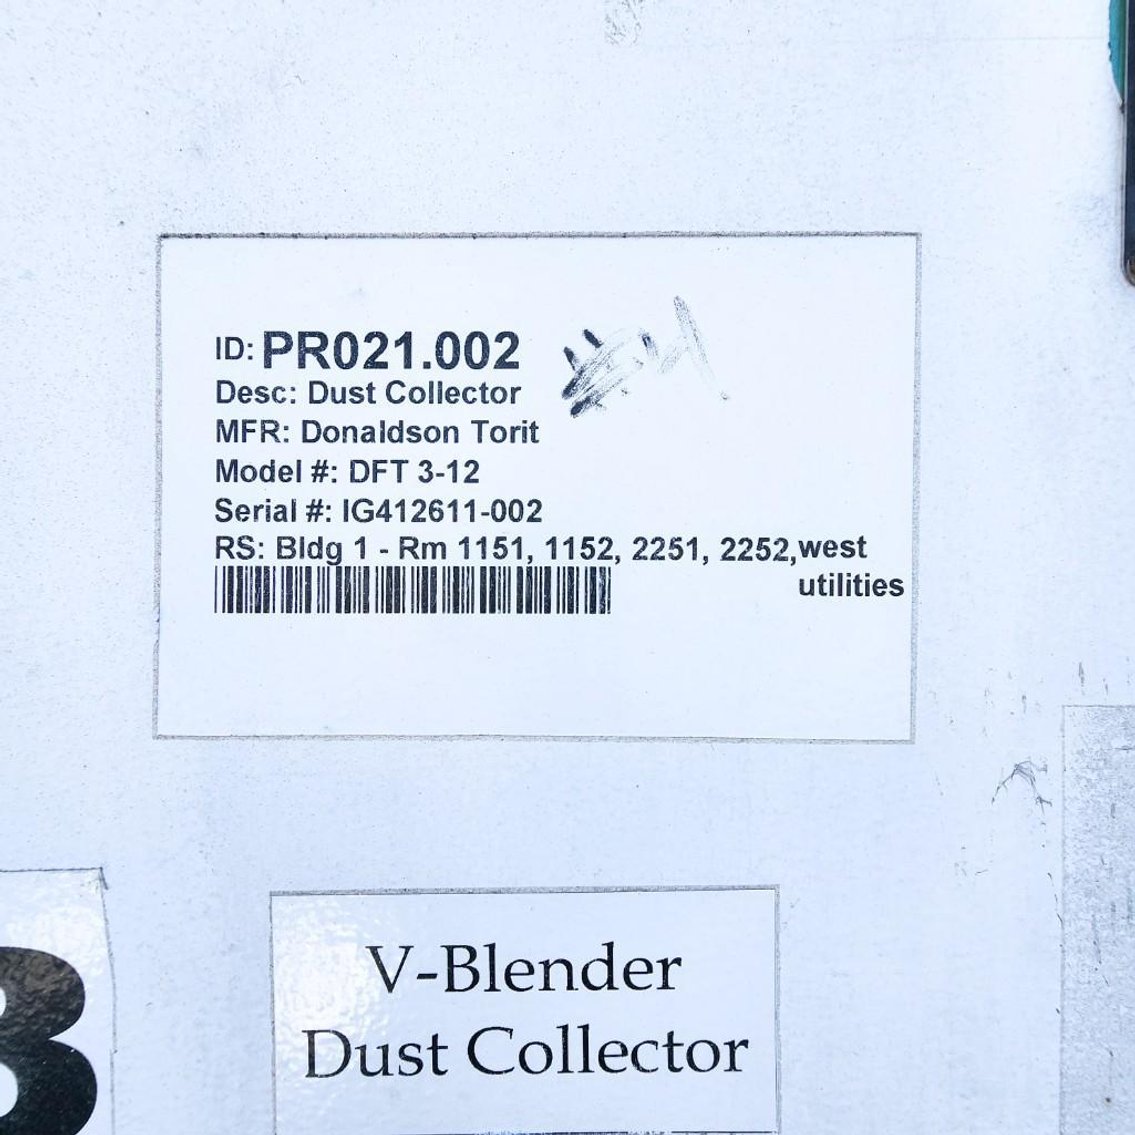 ID: PR021.002
Desc: Dust Collector
MFR: Donaldson Torit
Model #: DFT 3-12
Serial #: IG412611-002
RS: Bldg 1 - Rm 1151, 1152, 2251, 2252, west
utilities
V-Blender
Dust Collector